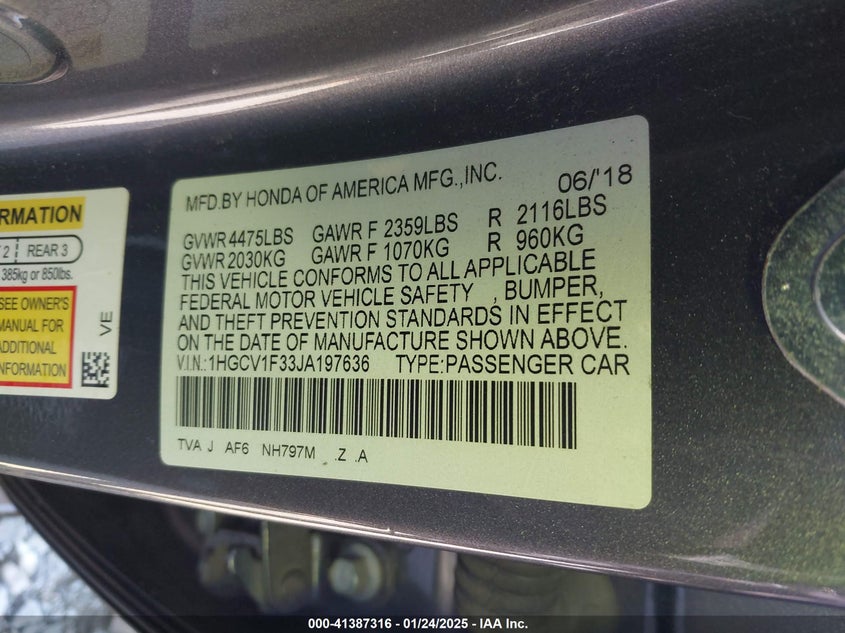 RMATION
2 REAR 3
385kg or 850lbs.
SEE OWNER'S
MANUAL FOR
ADDITIONAL
VE
MFD.BY HONDA OF AMERICA MFG.,INC. 06/'18
GVWR 4475LBS GAWR F 2359LBS R 2116LBS
GVWR 2030KG GAWR F 1070KG R 960KG
THIS VEHICLE CONFORMS TO ALL APPLICABLE
FEDERAL MOTOR VEHICLE SAFETY , BUMPER,
AND THEFT PREVENTION STANDARDS IN EFFECT
ON THE DATE OF MANUFACTURE SHOWN ABOVE.
V.I.N.:1HGCV1F33JA197636 TYPE:PASSENGER CAR
TVA J AF6 NH797M .Z .A
000-41387316 — 01/24/2025 — IAA Inc.